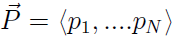 $\vec{P} = \langle p_1, ....p_N \rangle$